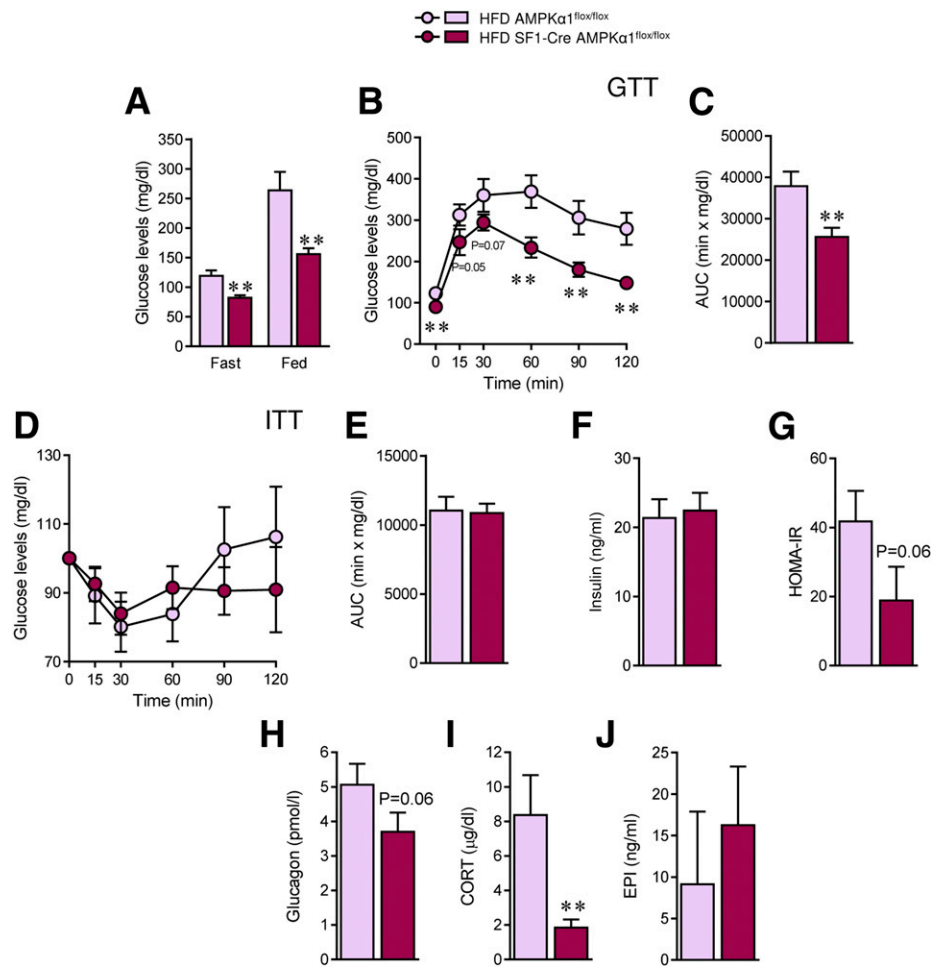 HFD AMPKα1flox/flox
HFD SF1-Cre AMPKα1flox/flox
A
Glucose levels (mg/dl)
350
300
250
200
150
100
50
0
**
**
Fast
Fed
B
GTT
Glucose levels (mg/dl)
500
400
300
200
100
0
P=0.07
P=0.05
**
**
**
**
0
15
30
60
90
120
Time (min)
C
AUC (min x mg/dl)
50000
40000
30000
20000
10000
0
**
D
ITT
Glucose levels (mg/dl)
130
110
90
70
0
15
30
60
90
120
Time (min)
E
AUC (min x mg/dl)
15000
10000
5000
0
F
Insulin (ng/ml)
30
20
10
0
G
HOMA-IR
60
40
20
0
P=0.06
H
Glucagon (pmol/l)
6
5
4
3
2
1
0
P=0.06
I
CORT (µg/dl)
12
10
8
6
4
2
0
**
J
EPI (ng/ml)
25
20
15
10
5
0